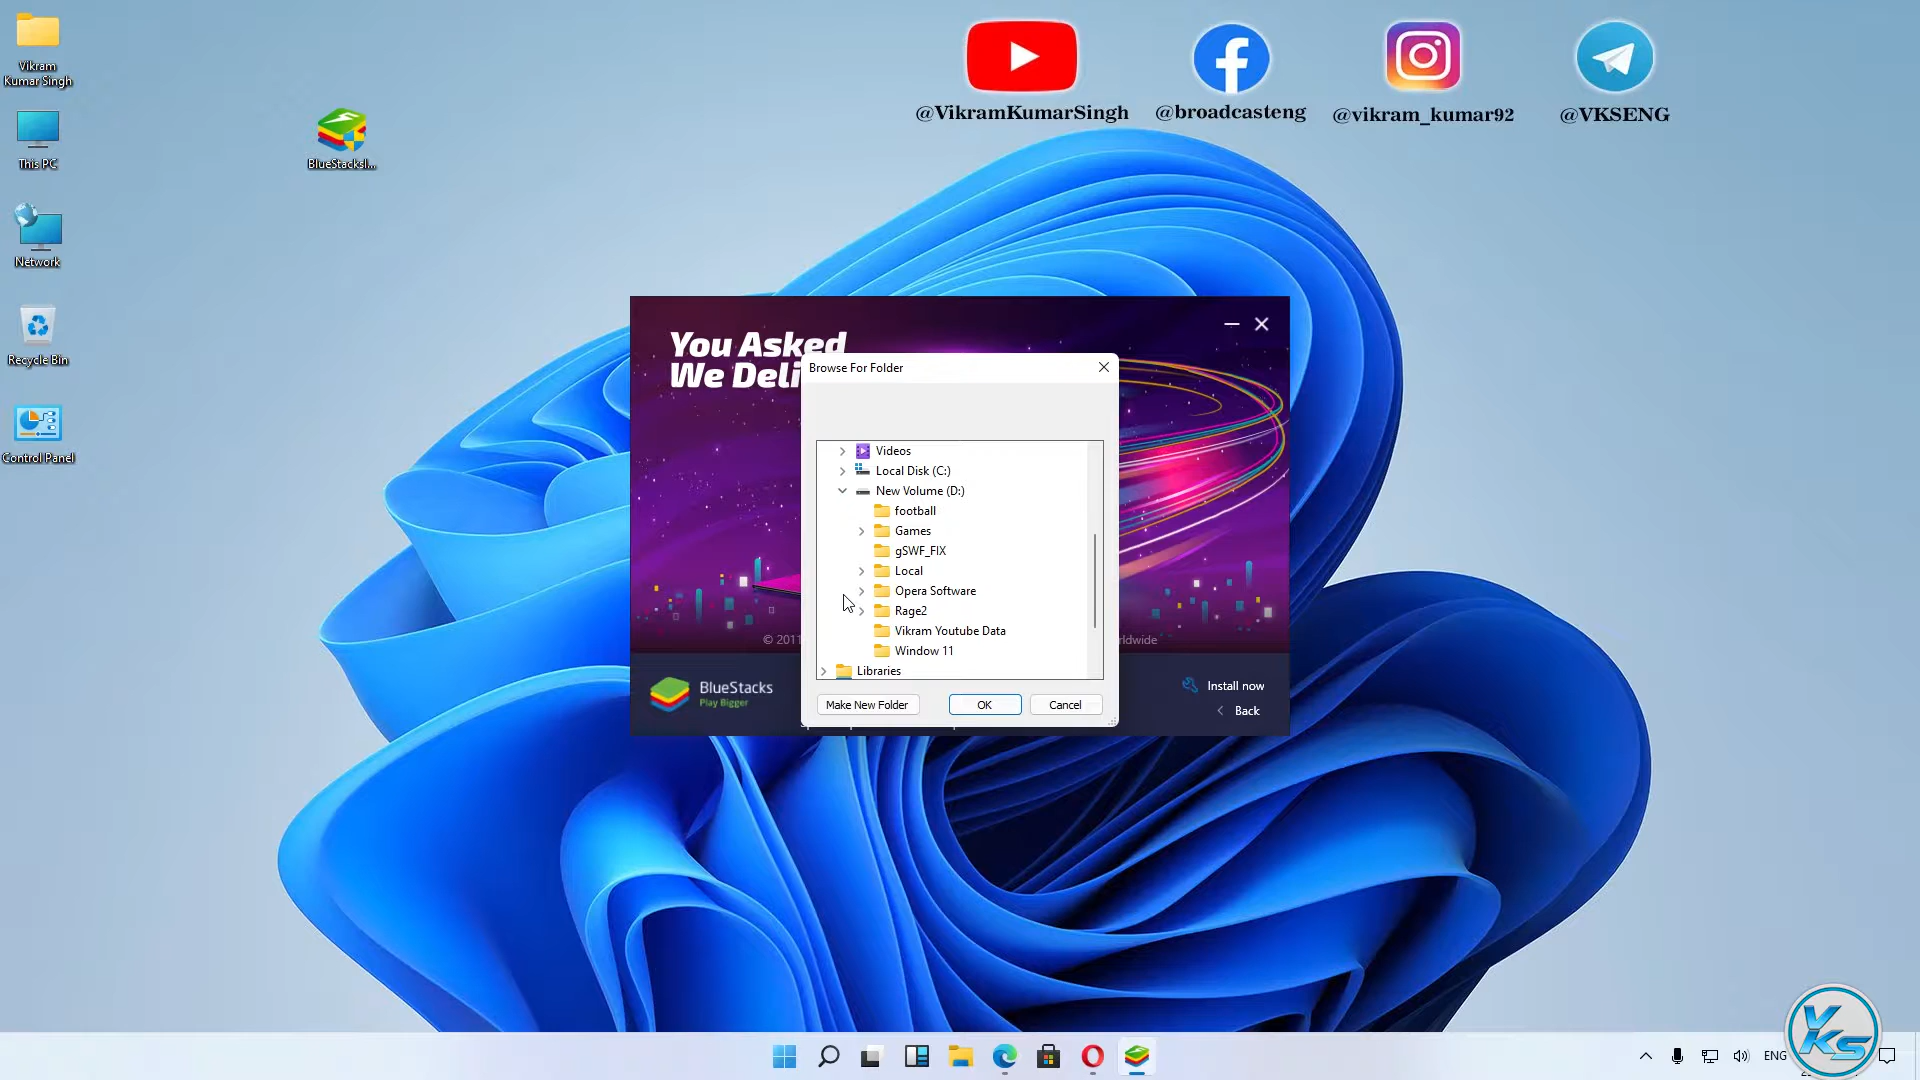 Vikram
Kumar Singh
This PC
Network
Recycle Bin
Control Panel
BlueStacksI...
@VikramKumarSingh
@broadcasteng
@vikram_kumar92
@VKSENG
You Asked
We Deli
Browse For Folder
Videos
Local Disk (C:)
New Volume (D:)
football
Games
gSWF_FIX
Local
Opera Software
Rage2
Vikram Youtube Data
Window 11
Libraries
Make New Folder
OK
Cancel
© 2011
rldwide
BlueStacks
Play Bigger
Install now
Back
ENG
VKS